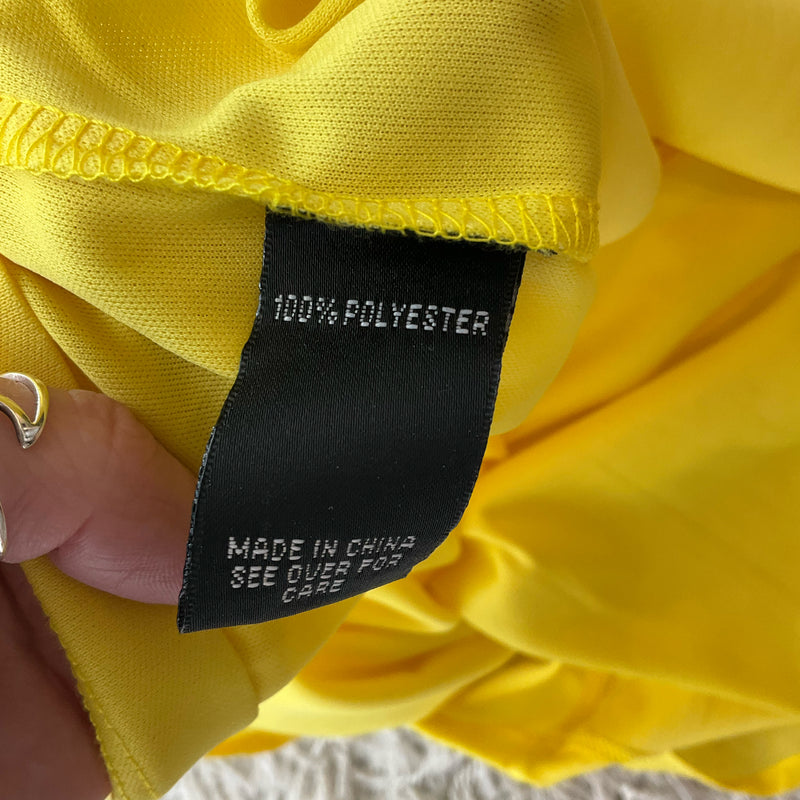 100% POLYESTER
MADE IN CHINA
SEE OVER FOR
CARE